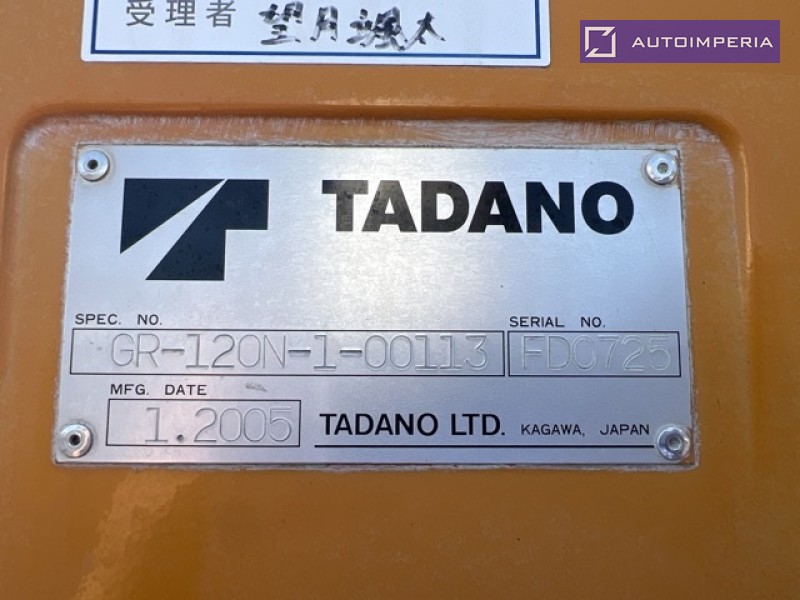 受理者 望月颯太
AUTOIMPERIA
TADANO
SPEC. NO.
SERIAL NO.
GR-120N-1-00113
FD0725
MFG. DATE
1.2005
TADANO LTD. KAGAWA, JAPAN